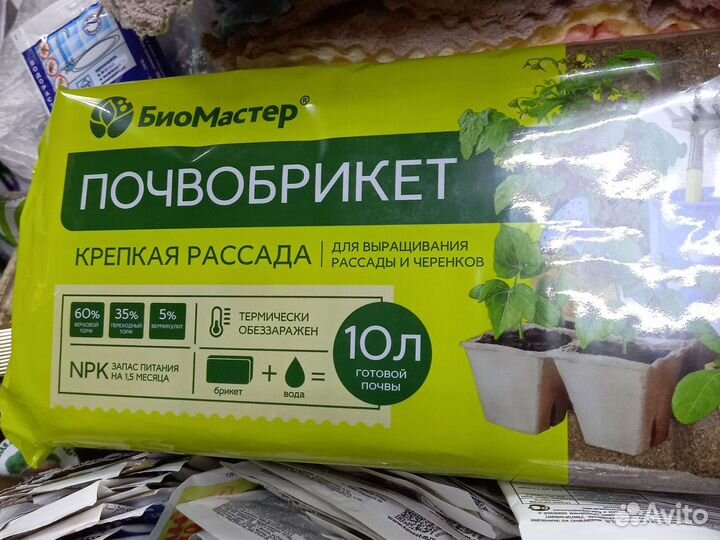 БиоМастер®
ПОЧВОБРИКЕТ
КРЕПКАЯ РАССАДА
ДЛЯ ВЫРАЩИВАНИЯ
РАССАДЫ И ЧЕРЕНКОВ
60%
ВЕРХОВОЙ
ТОРФ
35%
ПЕРЕХОДНЫЙ
ТОРФ
5%
ВЕРМИКУЛИТ
ТЕРМИЧЕСКИ
ОБЕЗЗАРАЖЕН
NPK
ЗАПАС ПИТАНИЯ
НА 1,5 МЕСЯЦА
брикет
+
вода
=
10л
ГОТОВОЙ
ПОЧВЫ
Avito